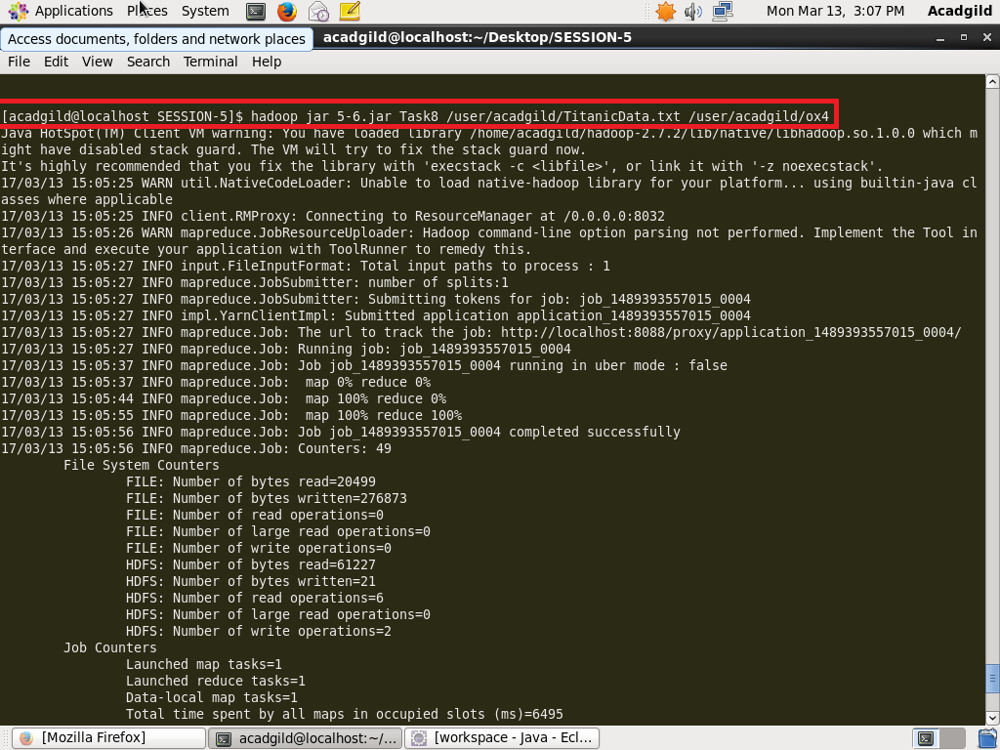 Applications Places System Mon Mar 13, 3:07 PM Acadgild
Access documents, folders and network places
acadgild@localhost:~/Desktop/SESSION-5
File Edit View Search Terminal Help
[acadgild@localhost SESSION-5]$ hadoop jar 5-6.jar Task8 /user/acadgild/TitanicData.txt /user/acadgild/ox4
Java HotSpot(TM) Client VM warning: You have loaded library /home/acadgild/hadoop-2.7.2/lib/native/libhadoop.so.1.0.0 which m
ight have disabled stack guard. The VM will try to fix the stack guard now.
It's highly recommended that you fix the library with 'execstack -c <libfile>', or link it with '-z noexecstack'.
17/03/13 15:05:25 WARN util.NativeCodeLoader: Unable to load native-hadoop library for your platform... using builtin-java cl
asses where applicable
17/03/13 15:05:25 INFO client.RMProxy: Connecting to ResourceManager at /0.0.0.0:8032
17/03/13 15:05:26 WARN mapreduce.JobResourceUploader: Hadoop command-line option parsing not performed. Implement the Tool in
terface and execute your application with ToolRunner to remedy this.
17/03/13 15:05:27 INFO input.FileInputFormat: Total input paths to process : 1
17/03/13 15:05:27 INFO mapreduce.JobSubmitter: number of splits:1
17/03/13 15:05:27 INFO mapreduce.JobSubmitter: Submitting tokens for job: job_1489393557015_0004
17/03/13 15:05:27 INFO impl.YarnClientImpl: Submitted application application_1489393557015_0004
17/03/13 15:05:27 INFO mapreduce.Job: The url to track the job: http://localhost:8088/proxy/application_1489393557015_0004/
17/03/13 15:05:27 INFO mapreduce.Job: Running job: job_1489393557015_0004
17/03/13 15:05:37 INFO mapreduce.Job: Job job_1489393557015_0004 running in uber mode : false
17/03/13 15:05:37 INFO mapreduce.Job:  map 0% reduce 0%
17/03/13 15:05:44 INFO mapreduce.Job:  map 100% reduce 0%
17/03/13 15:05:55 INFO mapreduce.Job:  map 100% reduce 100%
17/03/13 15:05:56 INFO mapreduce.Job: Job job_1489393557015_0004 completed successfully
17/03/13 15:05:56 INFO mapreduce.Job: Counters: 49
File System Counters
FILE: Number of bytes read=20499
FILE: Number of bytes written=276873
FILE: Number of read operations=0
FILE: Number of large read operations=0
FILE: Number of write operations=0
HDFS: Number of bytes read=61227
HDFS: Number of bytes written=21
HDFS: Number of read operations=6
HDFS: Number of large read operations=0
HDFS: Number of write operations=2
Job Counters
Launched map tasks=1
Launched reduce tasks=1
Data-local map tasks=1
Total time spent by all maps in occupied slots (ms)=6495
[Mozilla Firefox] acadgild@localhost:~/... [workspace - Java - Ecl...